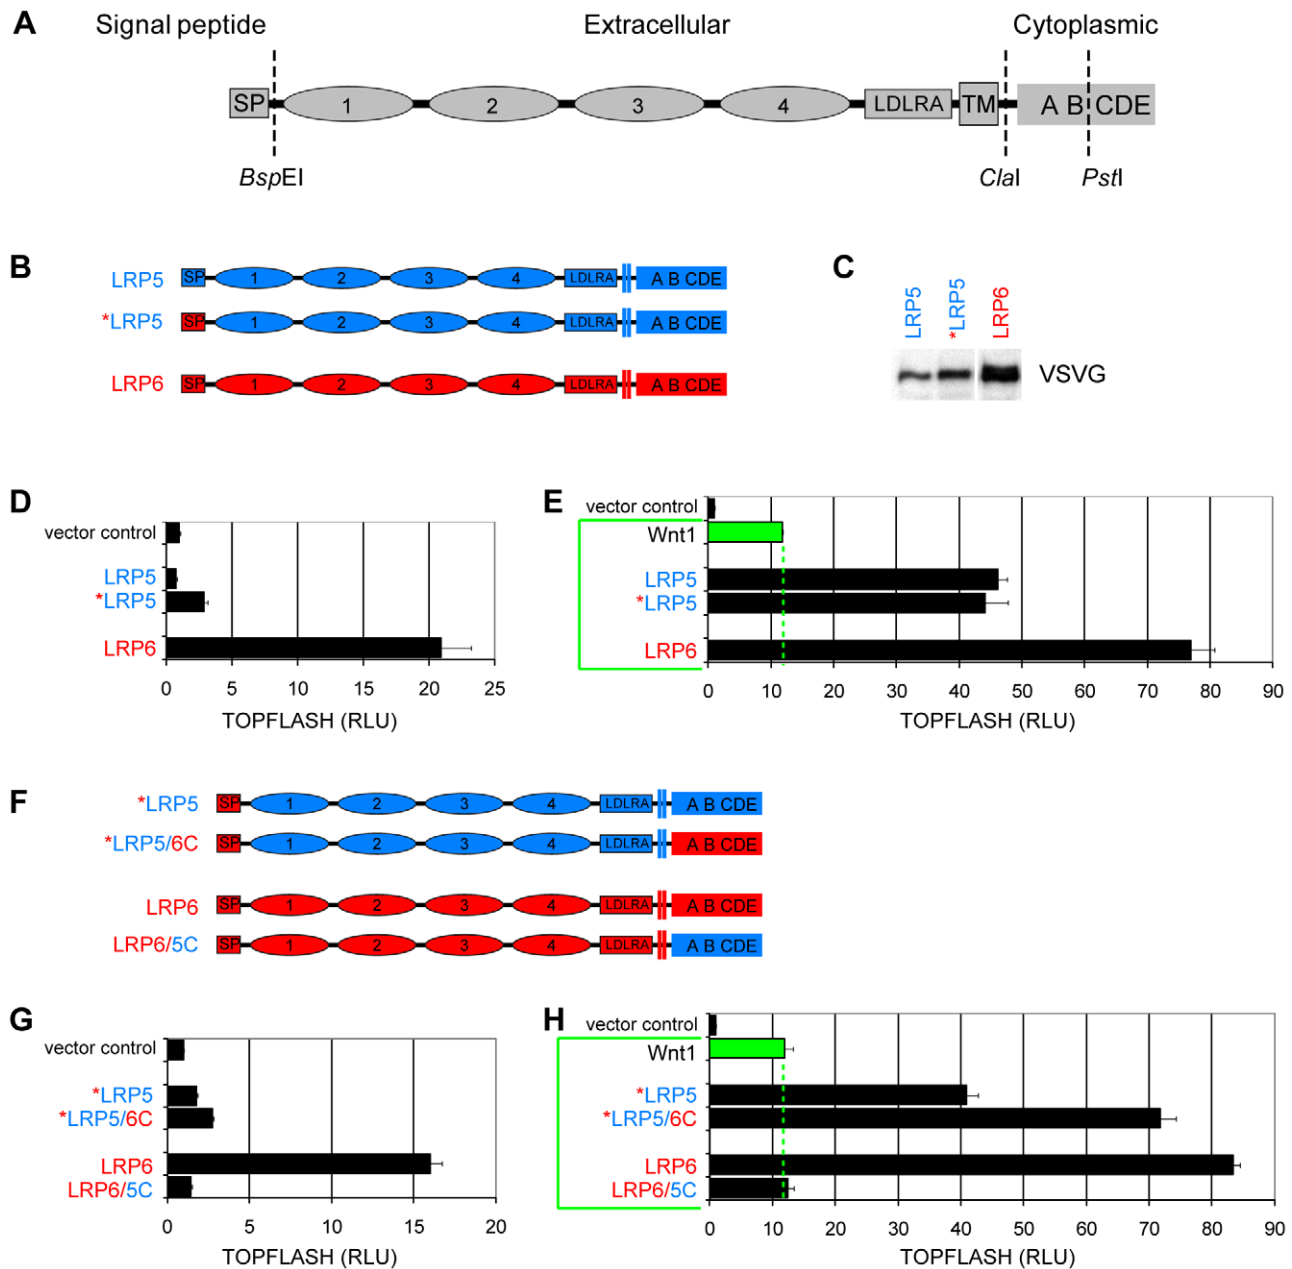 A
Signal peptide Extracellular Cytoplasmic
SP 1 2 3 4 LDLRA TM A B CDE
BspEI ClaI PstI
B
LRP5 SP 1 2 3 4 LDLRA A B CDE
*LRP5 SP 1 2 3 4 LDLRA A B CDE
LRP6 SP 1 2 3 4 LDLRA A B CDE
C
LRP5 *LRP5 LRP6
VSVG
D
vector control
LRP5
*LRP5
LRP6
0 5 10 15 20 25
TOPFLASH (RLU)
E
vector control
Wnt1
LRP5
*LRP5
LRP6
0 10 20 30 40 50 60 70 80 90
TOPFLASH (RLU)
F
*LRP5 SP 1 2 3 4 LDLRA A B CDE
*LRP5/6C SP 1 2 3 4 LDLRA A B CDE
LRP6 SP 1 2 3 4 LDLRA A B CDE
LRP6/5C SP 1 2 3 4 LDLRA A B CDE
G
vector control
*LRP5
*LRP5/6C
LRP6
LRP6/5C
0 5 10 15 20
TOPFLASH (RLU)
H
vector control
Wnt1
*LRP5
*LRP5/6C
LRP6
LRP6/5C
0 10 20 30 40 50 60 70 80 90
TOPFLASH (RLU)